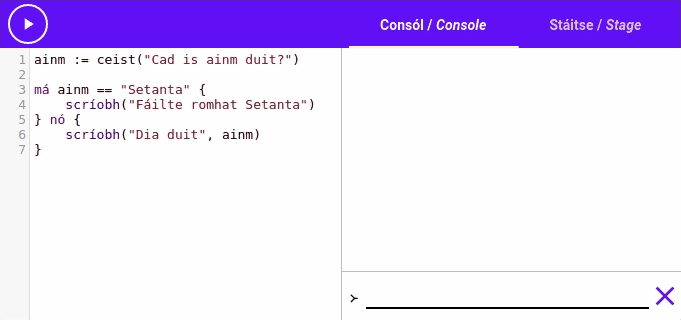 Consól / Console
Stáitse / Stage
1 ainm := ceist("Cad is ainm duit?")
2
3 má ainm == "Setanta" {
4     scríobh("Fáilte romhat Setanta")
5 } nó {
6     scríobh("Dia duit", ainm)
7 }
≻